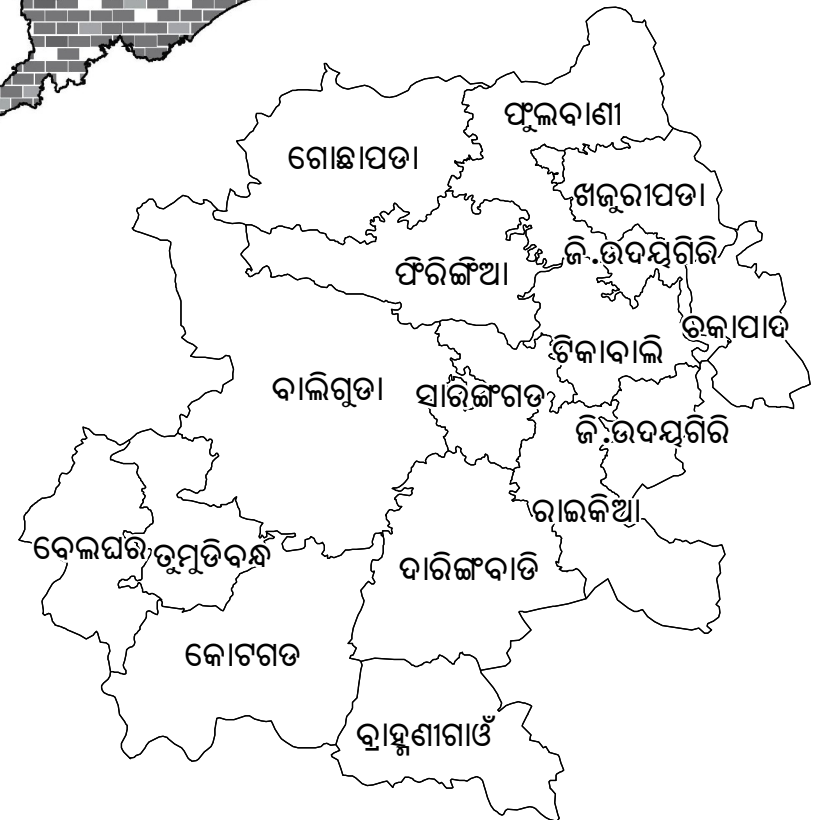 ଫୁଲବାଣୀ
ଗୋଛାପଡା
ଖଜୁରୀପଡା
ଜି.ଉଦୟଗିରି
ଫିରିଙ୍ଗିଆ
ଚକାପାଦ
ଟିକାବାଲି
ବାଲିଗୁଡା
ସାରିଙ୍ଗଗଡ
ଜି.ଉଦୟଗିରି
ରାଇକିଆ
ବେଲଘର
ତୁମୁଡିବନ୍ଧ
ଦାରିଙ୍ଗବାଡି
କୋଟଗଡ
ବ୍ରାହ୍ମଣୀଗାଓଁ